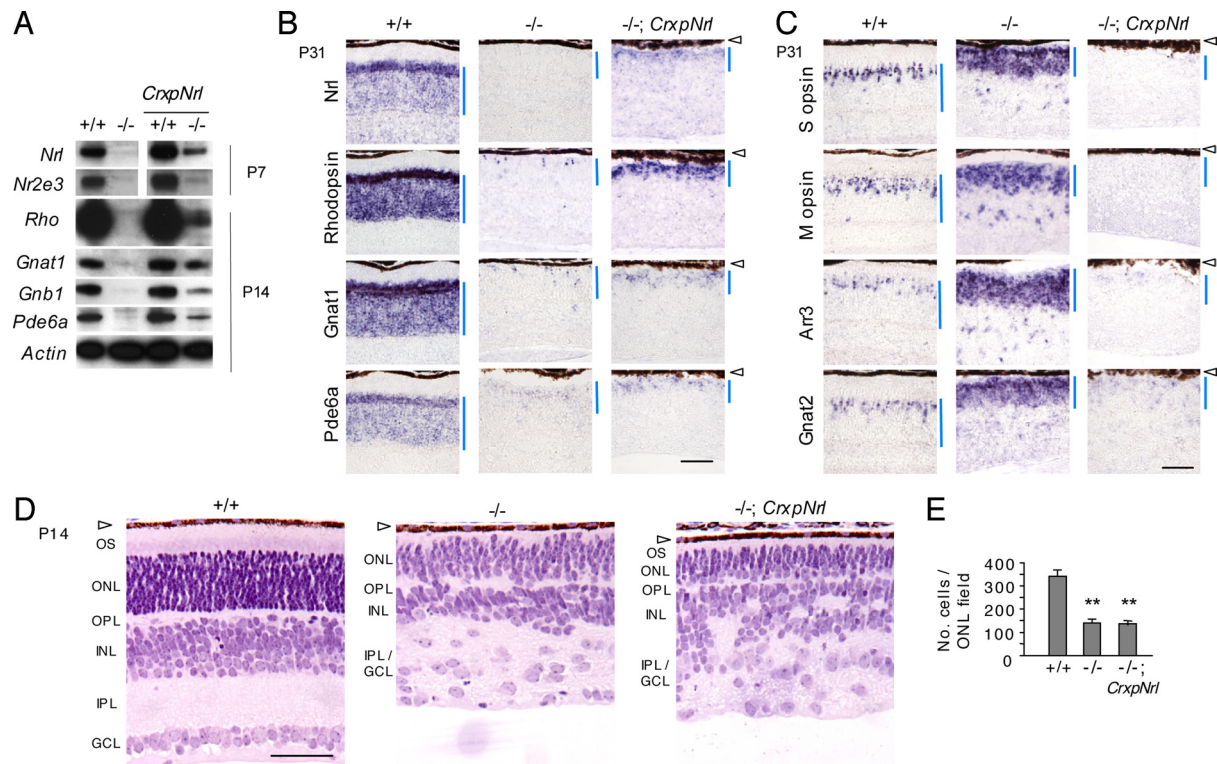 A
CrxpNrl
+/+ -/- +/+ -/-
Nrl
Nr2e3
P7
Rho
Gnat1
Gnb1
Pde6a
Actin
P14
B
+/+ -/- -/-; CrxpNrl
P31
Nrl
Rhodopsin
Gnat1
Pde6a
C
+/+ -/- -/-; CrxpNrl
P31
S opsin
M opsin
Arr3
Gnat2
D
P14
+/+
OS
ONL
OPL
INL
IPL
GCL
-/-
ONL
OPL
INL
IPL /
GCL
-/-; CrxpNrl
OS
ONL
OPL
INL
IPL /
GCL
E
No. cells /
ONL field
400
300
200
100
0
** **
+/+ -/- -/-;
CrxpNrl